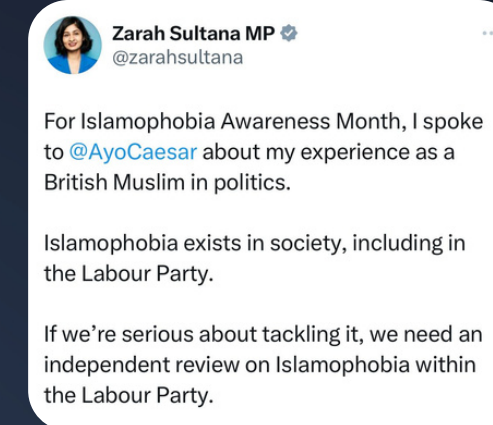 Zarah Sultana MP
@zarahsultana
For Islamophobia Awareness Month, I spoke
to @AyoCaesar about my experience as a
British Muslim in politics.
Islamophobia exists in society, including in
the Labour Party.
If we’re serious about tackling it, we need an
independent review on Islamophobia within
the Labour Party.